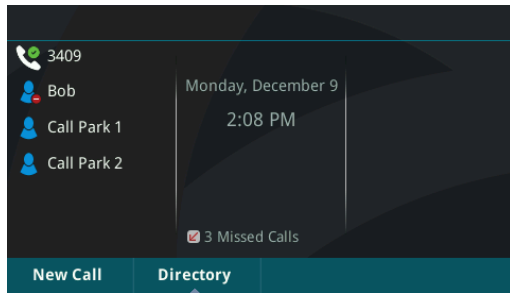 3409
Bob
Call Park 1
Call Park 2
Monday, December 9
2:08 PM
3 Missed Calls
New Call
Directory